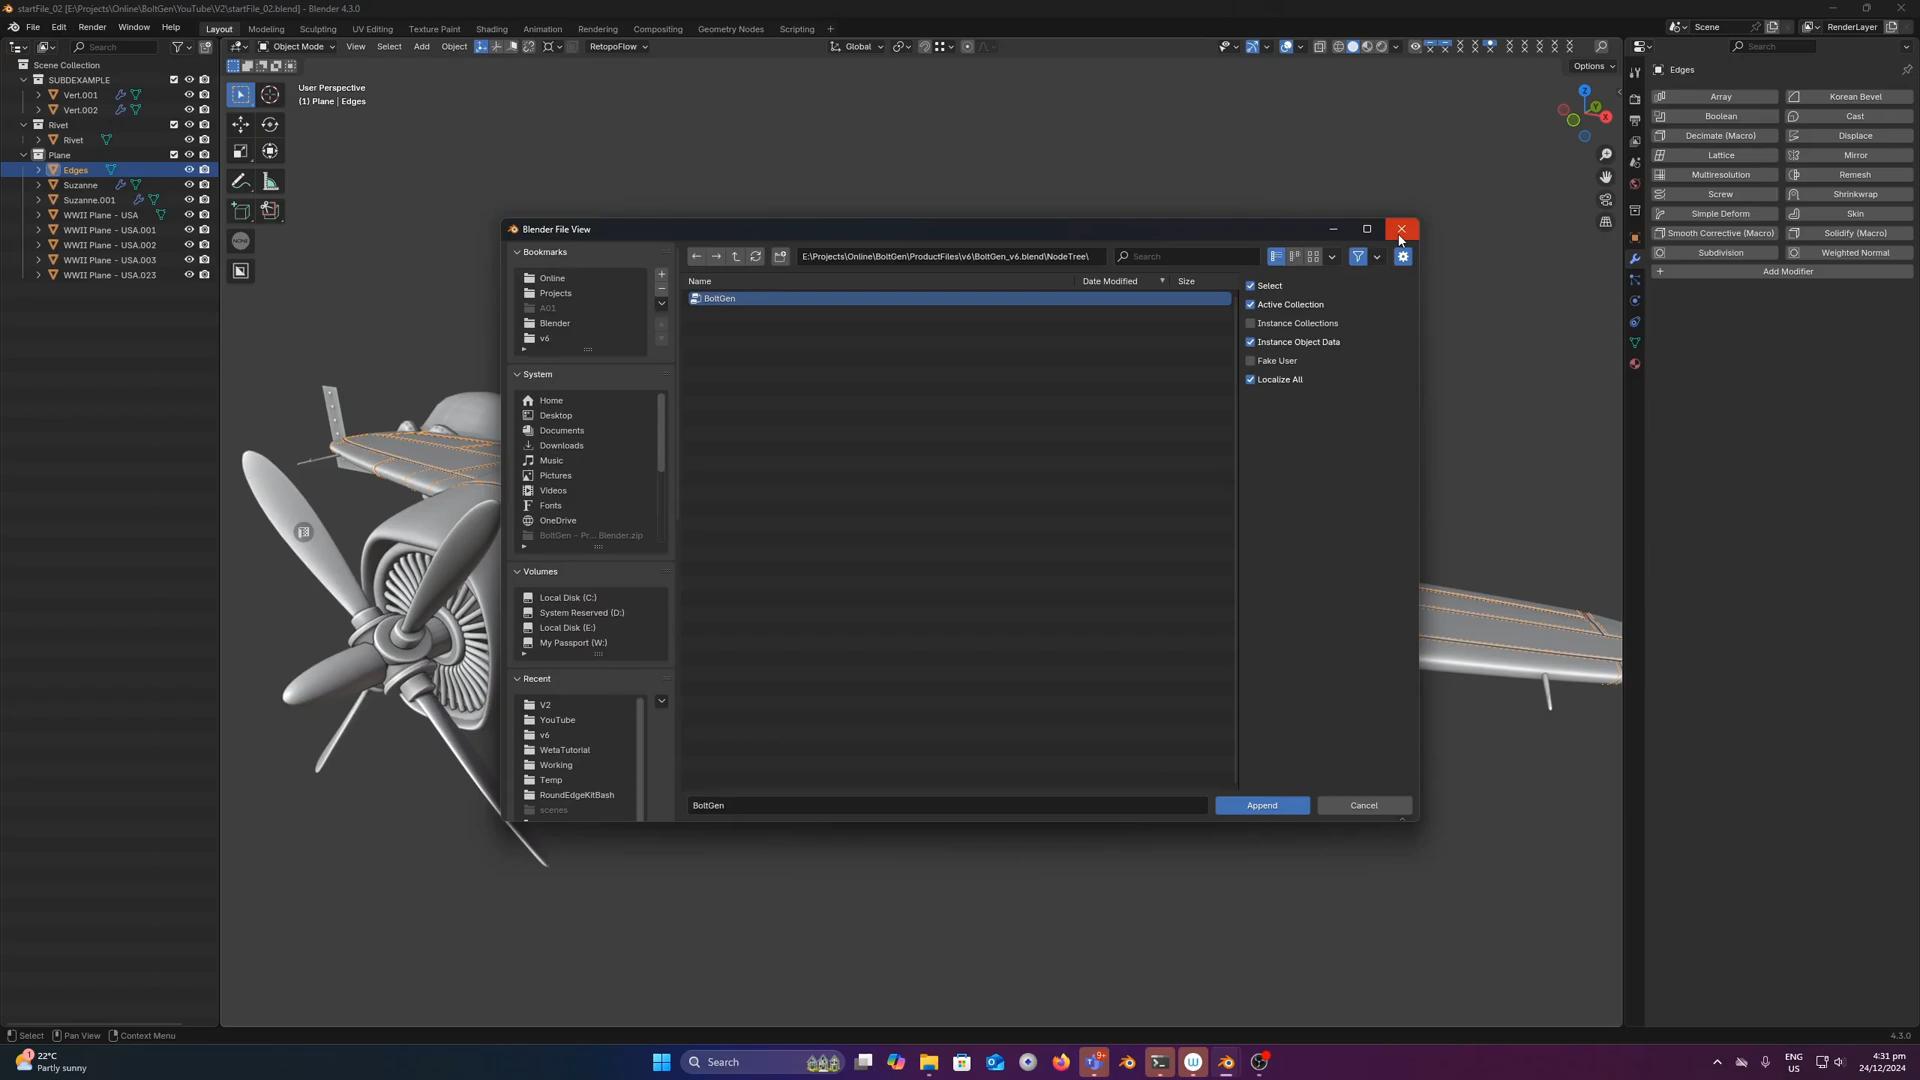 startFile_02 [E:\Projects\Online\BoltGen\YouTube\V2\startFile_02.blend] - Blender 4.3.0
File Edit Render Window Help Layout Modeling Sculpting UV Editing Texture Paint Shading Animation Rendering Compositing Geometry Nodes Scripting + Scene RenderLayer
Search Object Mode View Select Add Object RetopoFlow Global Search
Options
Scene Collection
SUBDEXAMPLE
Vert.001
Vert.002
Rivet
Rivet
Plane
Edges
Suzanne
Suzanne.001
WWII Plane - USA
WWII Plane - USA.001
WWII Plane - USA.002
WWII Plane - USA.003
WWII Plane - USA.023
NONE
User Perspective
(1) Plane | Edges
Z
Y
X
Blender File View
Bookmarks
Online
Projects
A01
Blender
v6
System
Home
Desktop
Documents
Downloads
Music
Pictures
Videos
Fonts
OneDrive
BoltGen - Pr... Blender.zip
Volumes
Local Disk (C:)
System Reserved (D:)
Local Disk (E:)
My Passport (W:)
Recent
V2
YouTube
v6
WetaTutorial
Working
Temp
RoundEdgeKitBash
scenes
E:\Projects\Online\BoltGen\ProductFiles\v6\BoltGen_v6.blend\NodeTree\
Search
Name Date Modified Size
BoltGen
Select
Active Collection
Instance Collections
Instance Object Data
Fake User
Localize All
BoltGen
Append Cancel
Edges
Array Korean Bevel
Boolean Cast
Decimate (Macro) Displace
Lattice Mirror
Multiresolution Remesh
Screw Shrinkwrap
Simple Deform Skin
Smooth Corrective (Macro) Solidify (Macro)
Subdivision Weighted Normal
+ Add Modifier
Select Pan View Context Menu
4.3.0
1
22°C
Partly sunny
Search
9+
ENG
US
4:31 pm
24/12/2024